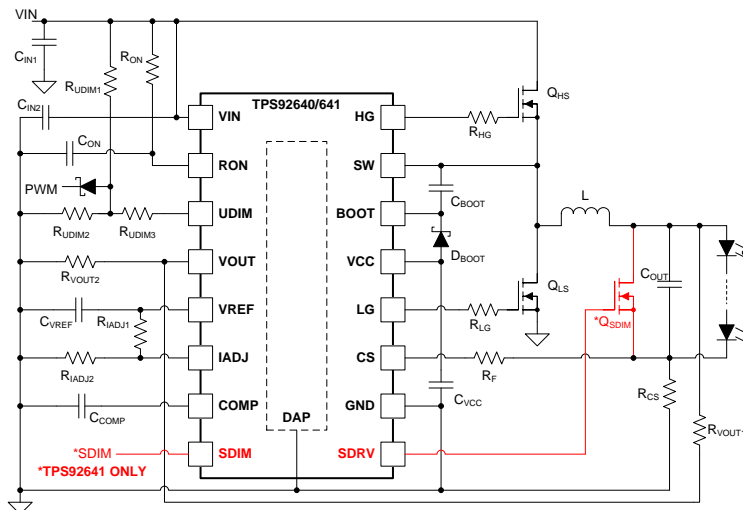 VIN
CIN1
RUDIM1
RON
TPS92640/641
QHS
CIN2
VIN
HG
RHG
CON
RON
SW
PWM
CBOOT
L
UDIM
BOOT
RUDIM2
RUDIM3
DBOOT
VOUT
VCC
RVOUT2
QLS
COUT
CVREF
RIADJ1
VREF
LG
RLG
*QSDIM
IADJ
CS
RIADJ2
RF
RCS
CCOMP
COMP
GND
CVCC
DAP
RVOUT1
*SDIM
SDIM
SDRV
*TPS92641 ONLY